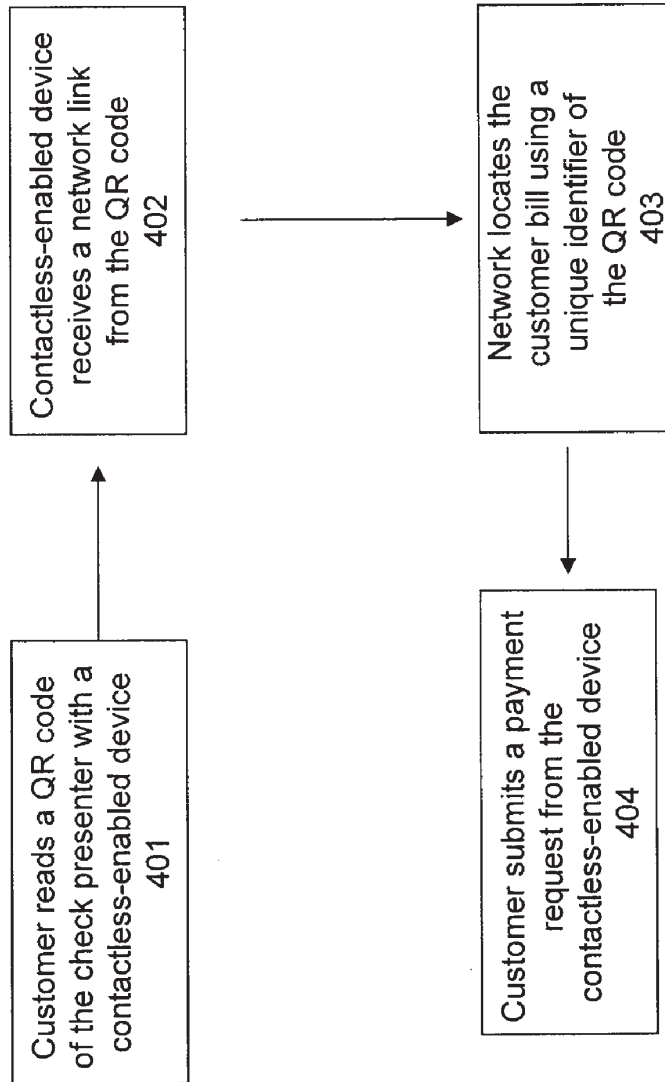 Customer reads a QR code
of the check presenter with a
contactless-enabled device
401
Contactless-enabled device
receives a network link
from the QR code
402
Network locates the
customer bill using a
unique identifier of
the QR code
403
Customer submits a payment
request from the
contactless-enabled device
404